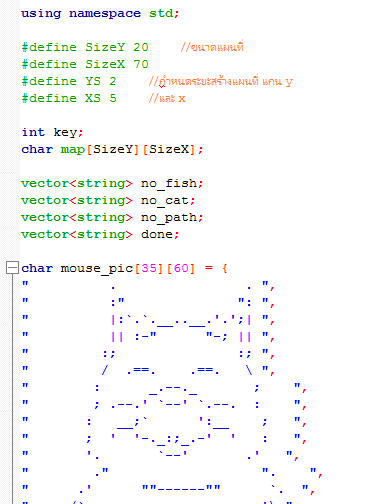 using namespace std;
#define SizeY 20     //ขนาดแผนที่
#define SizeX 70
#define YS 2     //กำหนดระยะสร้างแผนที่ แกน y
#define XS 5     //และ x
int key;
char map[SizeY][SizeX];
vector<string> no_fish;
vector<string> no_cat;
vector<string> no_path;
vector<string> done;
char mouse_pic[35][60] = {
"           .                 . ",
"           :"               ": ",
"           |:`.`.__..__.'.';| ",
"           || :-"      "-; || ",
"          :;                :; ",
"          /  .==.    .==.   \ ",
"         :      _.--._       ;     ",
"         ; .--.' `--' `.--.  :     ",
"        :   __;`      ':__    ;   ",
"        ;  '  '-._:;_.-'  '   :    ",
"        '.       `--'       .'   ",
"         ."                   ".     ",
"       .'      ""------""      `.   ",